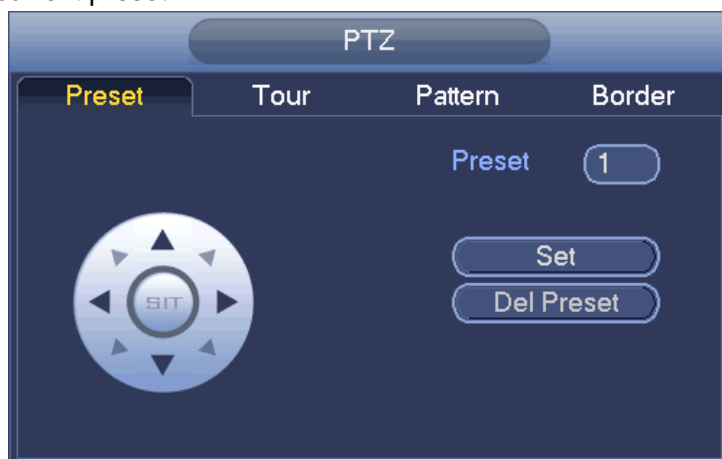 PTZ
Preset Tour Pattern Border
Preset 1
Set
SIT
Del Preset